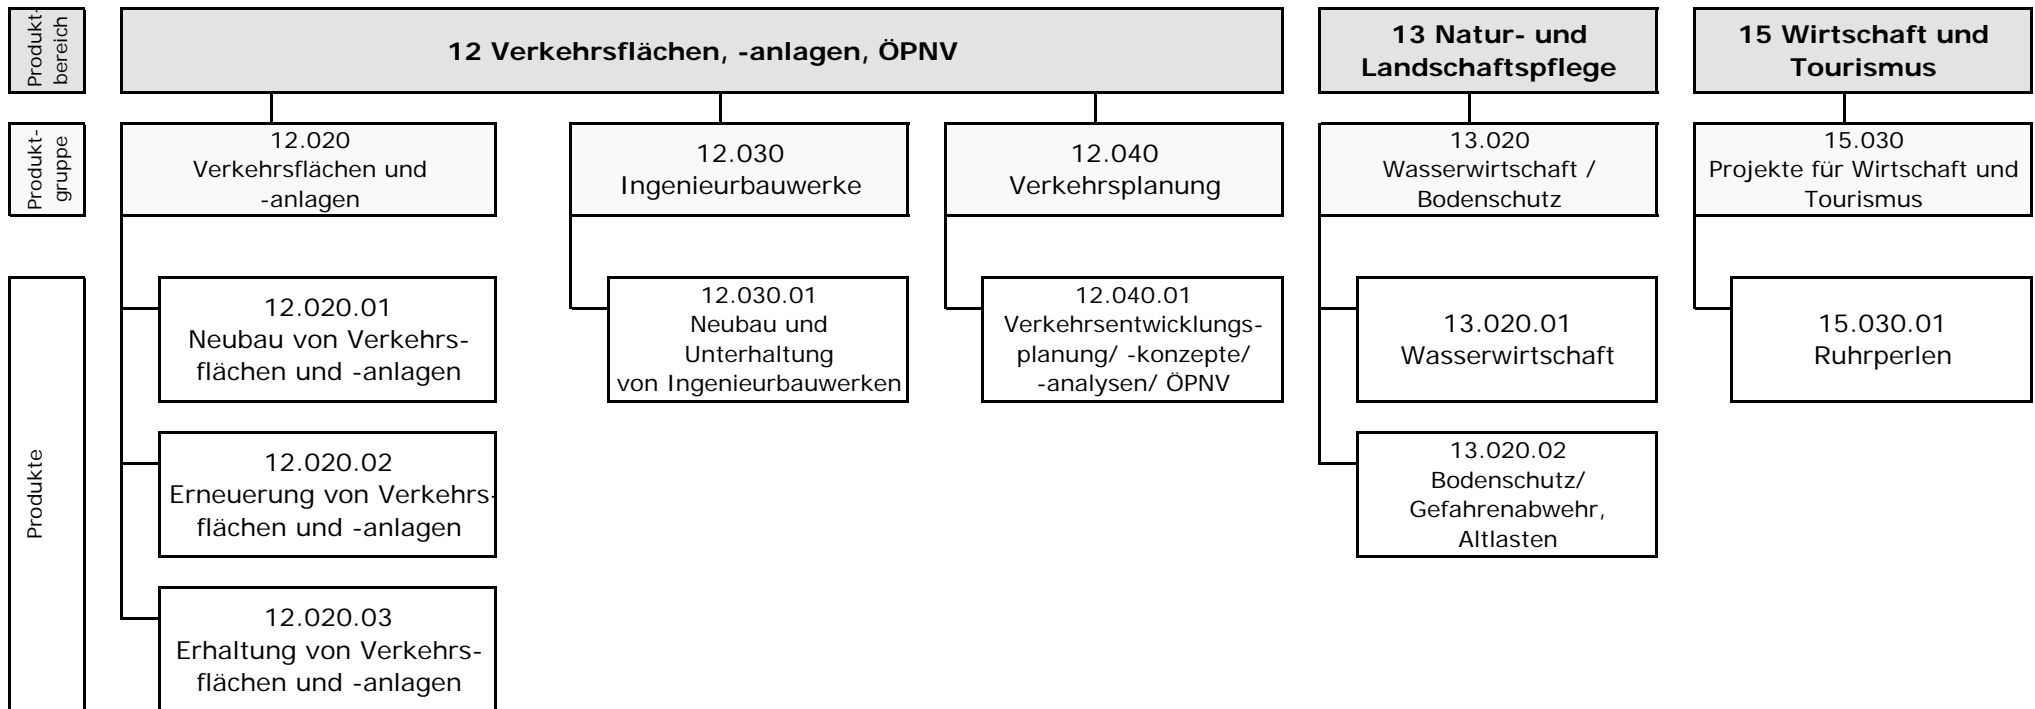 Produkt-
bereich
12 Verkehrsflächen, -anlagen, ÖPNV
13 Natur- und
Landschaftspflege
15 Wirtschaft und
Tourismus
Produkt-
gruppe
12.020
Verkehrsflächen und
-anlagen
12.030
Ingenieurbauwerke
12.040
Verkehrsplanung
13.020
Wasserwirtschaft /
Bodenschutz
15.030
Projekte für Wirtschaft und
Tourismus
Produkte
12.020.01
Neubau von Verkehrs-
flächen und -anlagen
12.030.01
Neubau und
Unterhaltung
von Ingenieurbauwerken
12.040.01
Verkehrsentwicklungs-
planung/ -konzepte/
-analysen/ ÖPNV
13.020.01
Wasserwirtschaft
15.030.01
Ruhrperlen
12.020.02
Erneuerung von Verkehrs-
flächen und -anlagen
13.020.02
Bodenschutz/
Gefahrenabwehr,
Altlasten
12.020.03
Erhaltung von Verkehrs-
flächen und -anlagen